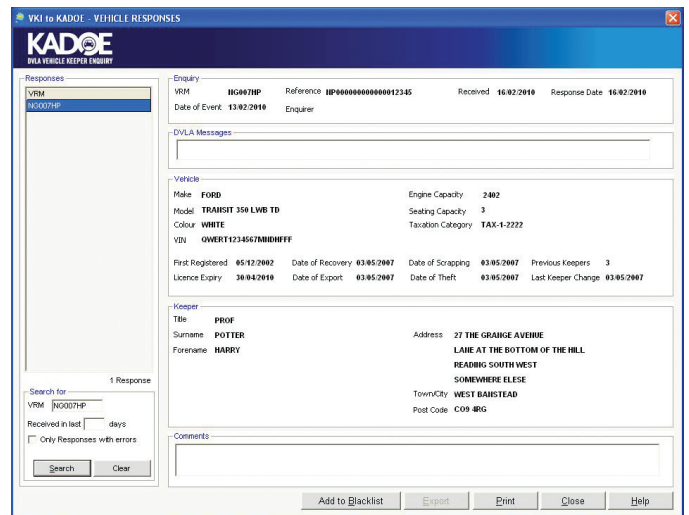 VKI to KADOE - VEHICLE RESPONSES
KADOE
DVLA VEHICLE KEEPER ENQUIRY
Responses
VRM
NG007HP
1 Response
Search for
VRM NG007HP
Received in last days
Only Responses with errors
Search Clear
Enquiry
VRM NG007HP Reference HP000000000000012345 Received 16/02/2010 Response Date 16/02/2010
Date of Event 13/02/2010 Enquirer
DVLA Messages
Vehicle
Make FORD Engine Capacity 2402
Model TRANSIT 350 LWB TD Seating Capacity 3
Colour WHITE Taxation Category TAX-1-2222
VIN QWERT1234567MNDHFFF
First Registered 05/12/2002 Date of Recovery 03/05/2007 Date of Scrapping 03/05/2007 Previous Keepers 3
Licence Expiry 30/04/2010 Date of Export 03/05/2007 Date of Theft 03/05/2007 Last Keeper Change 03/05/2007
Keeper
Title PROF
Surname POTTER Address 27 THE GRANGE AVENUE
Forename HARRY LANE AT THE BOTTOM OF THE HILL
READING SOUTH WEST
SOMEWHERE ELESE
Town/City WEST BANSTEAD
Post Code CO9 4RG
Comments
Add to Blacklist Export Print Close Help